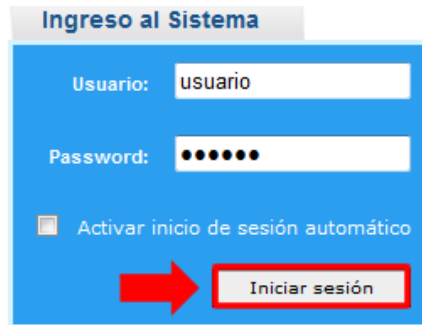 Ingreso al Sistema
Usuario: usuario
Password: ●●●●●●
Activar inicio de sesión automático
Iniciar sesión